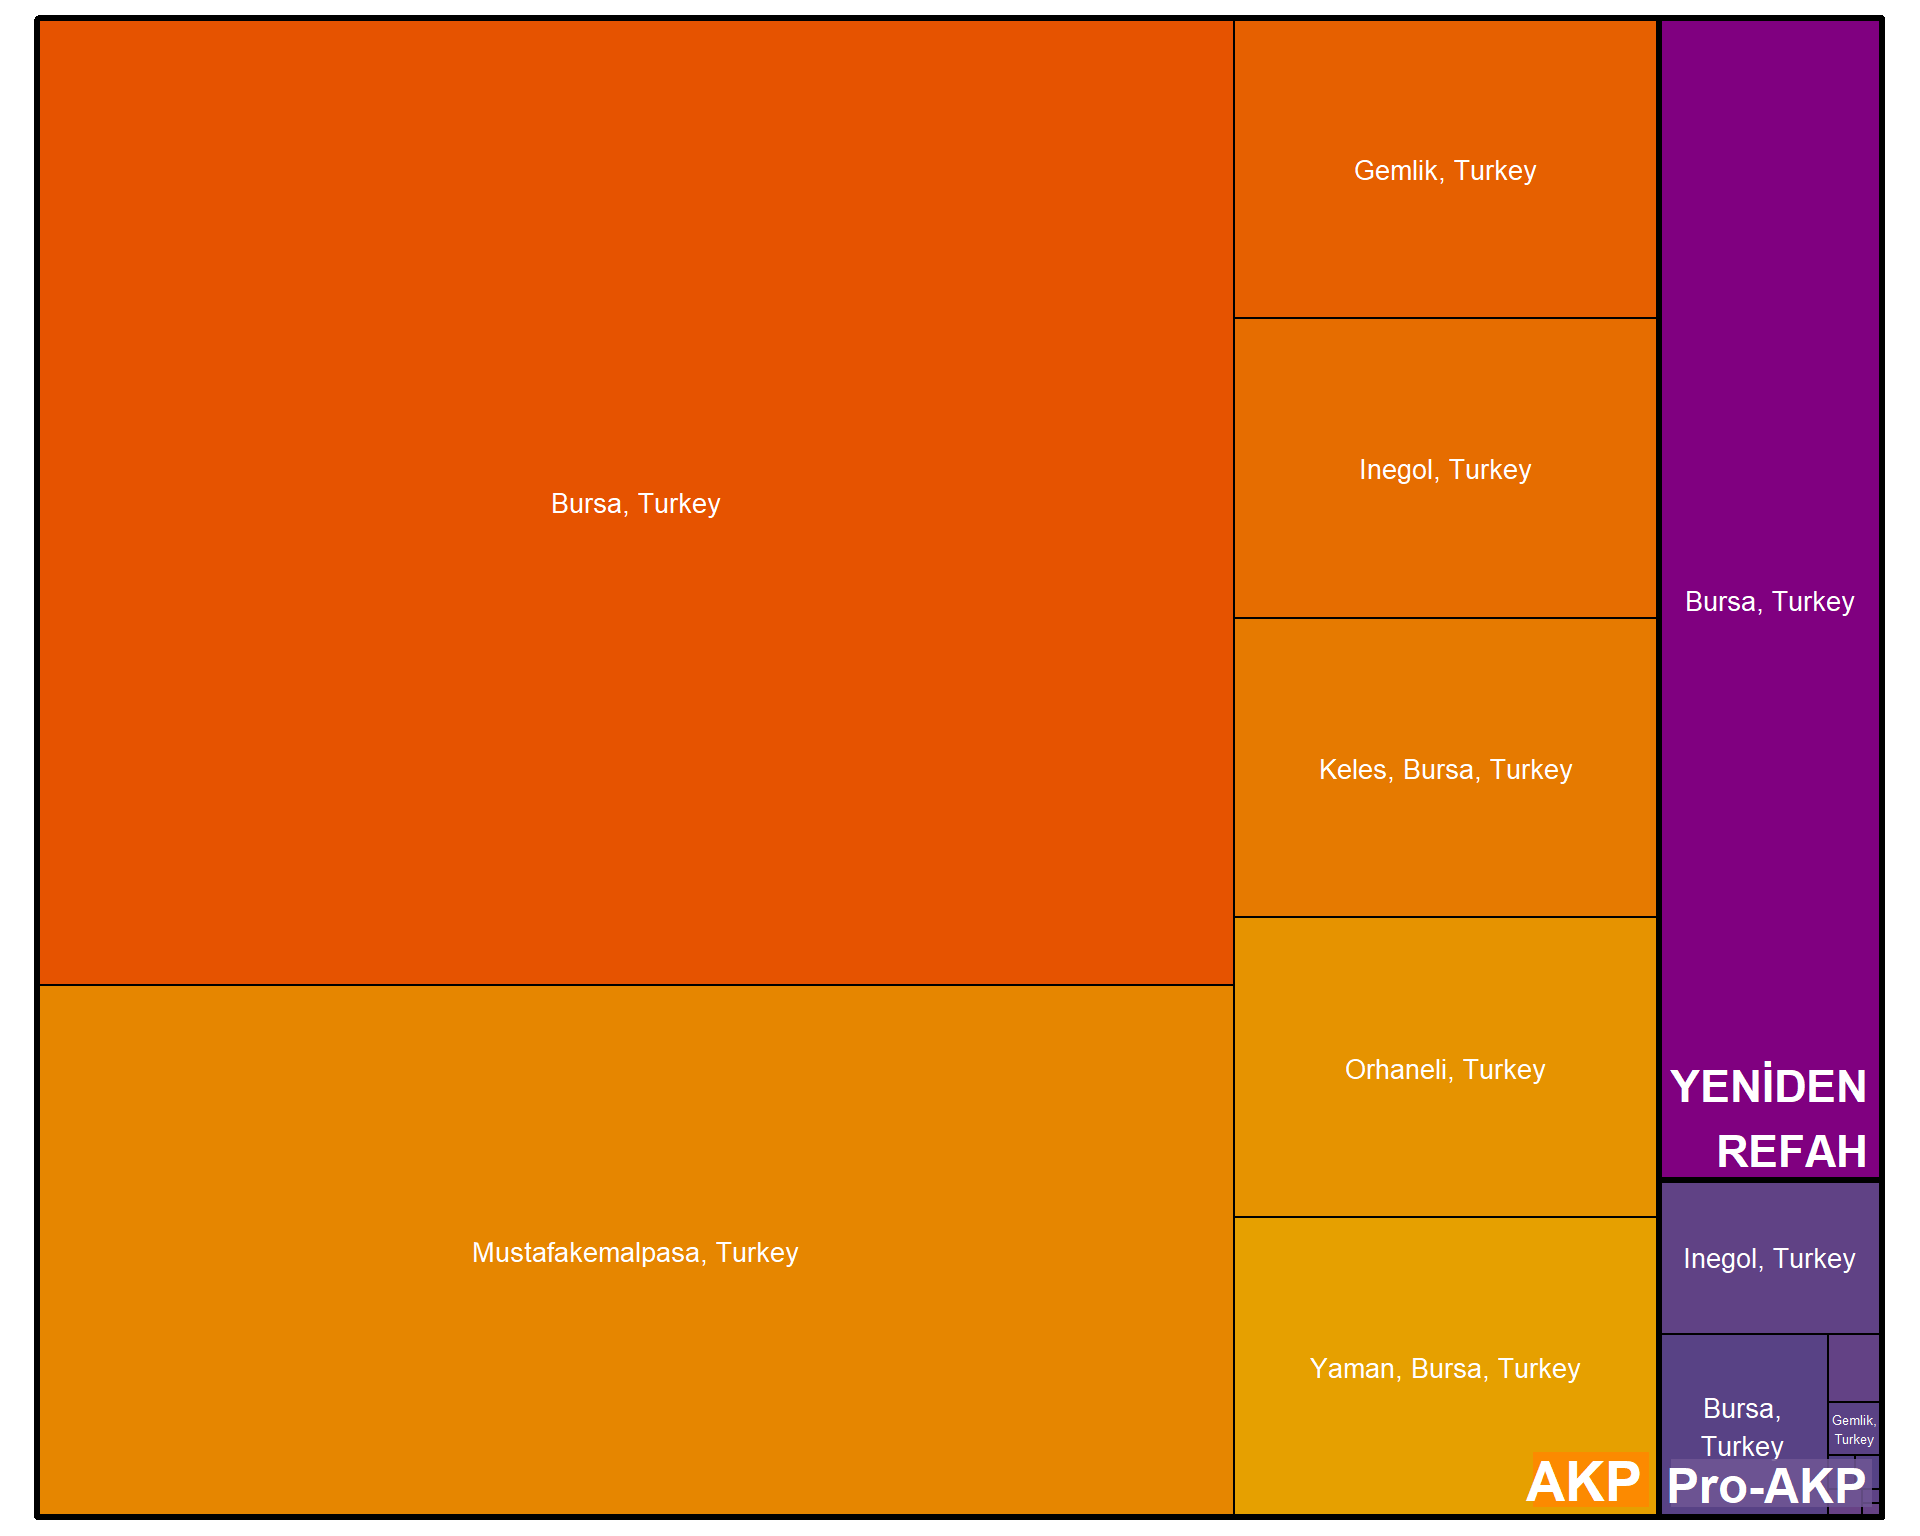 Bursa, Turkey
Mustafakemalpasa, Turkey
Gemlik, Turkey
Inegol, Turkey
Keles, Bursa, Turkey
Orhaneli, Turkey
Yaman, Bursa, Turkey
AKP
Bursa, Turkey
YENİDEN
REFAH
Inegol, Turkey
Bursa,
Turkey
Gemlik,
Turkey
Pro-AKP